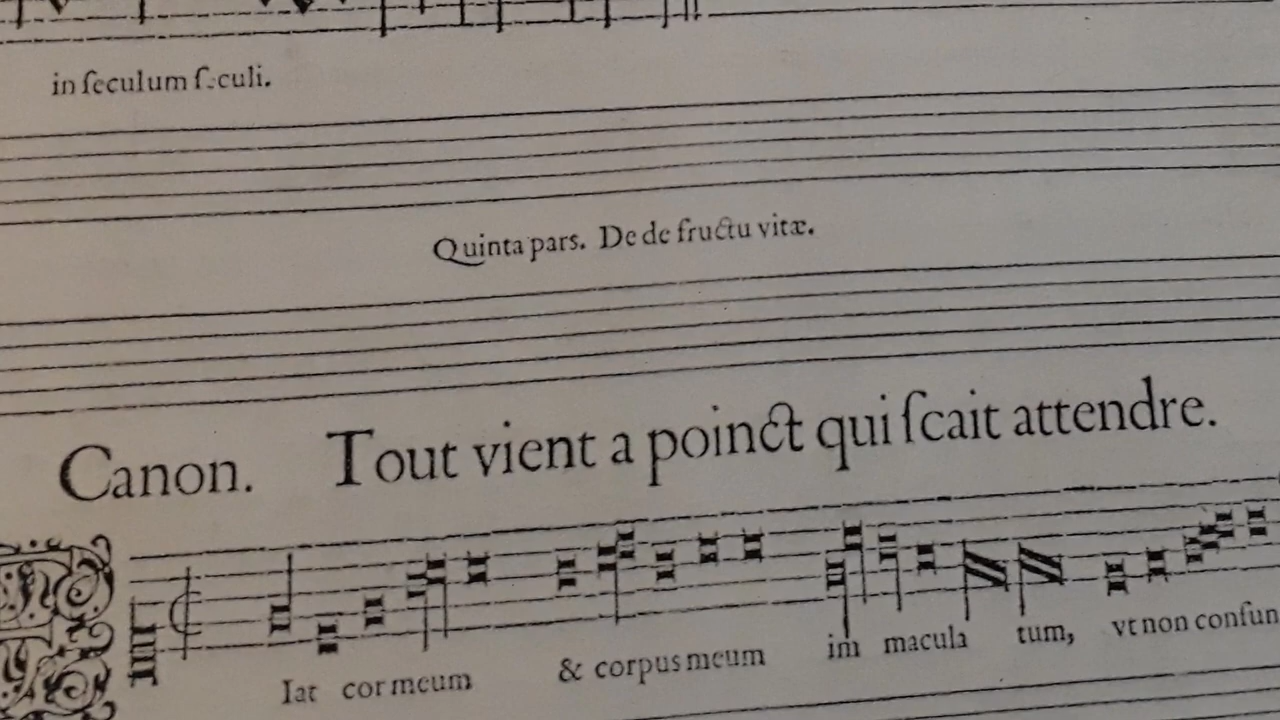 in ſeculum ſeculi.
Quinta pars. De de fructu vitæ.
Canon. Tout vient a poinct qui ſcait attendre.
Iat cor meum & corpus meum im macula tum, vt non confun